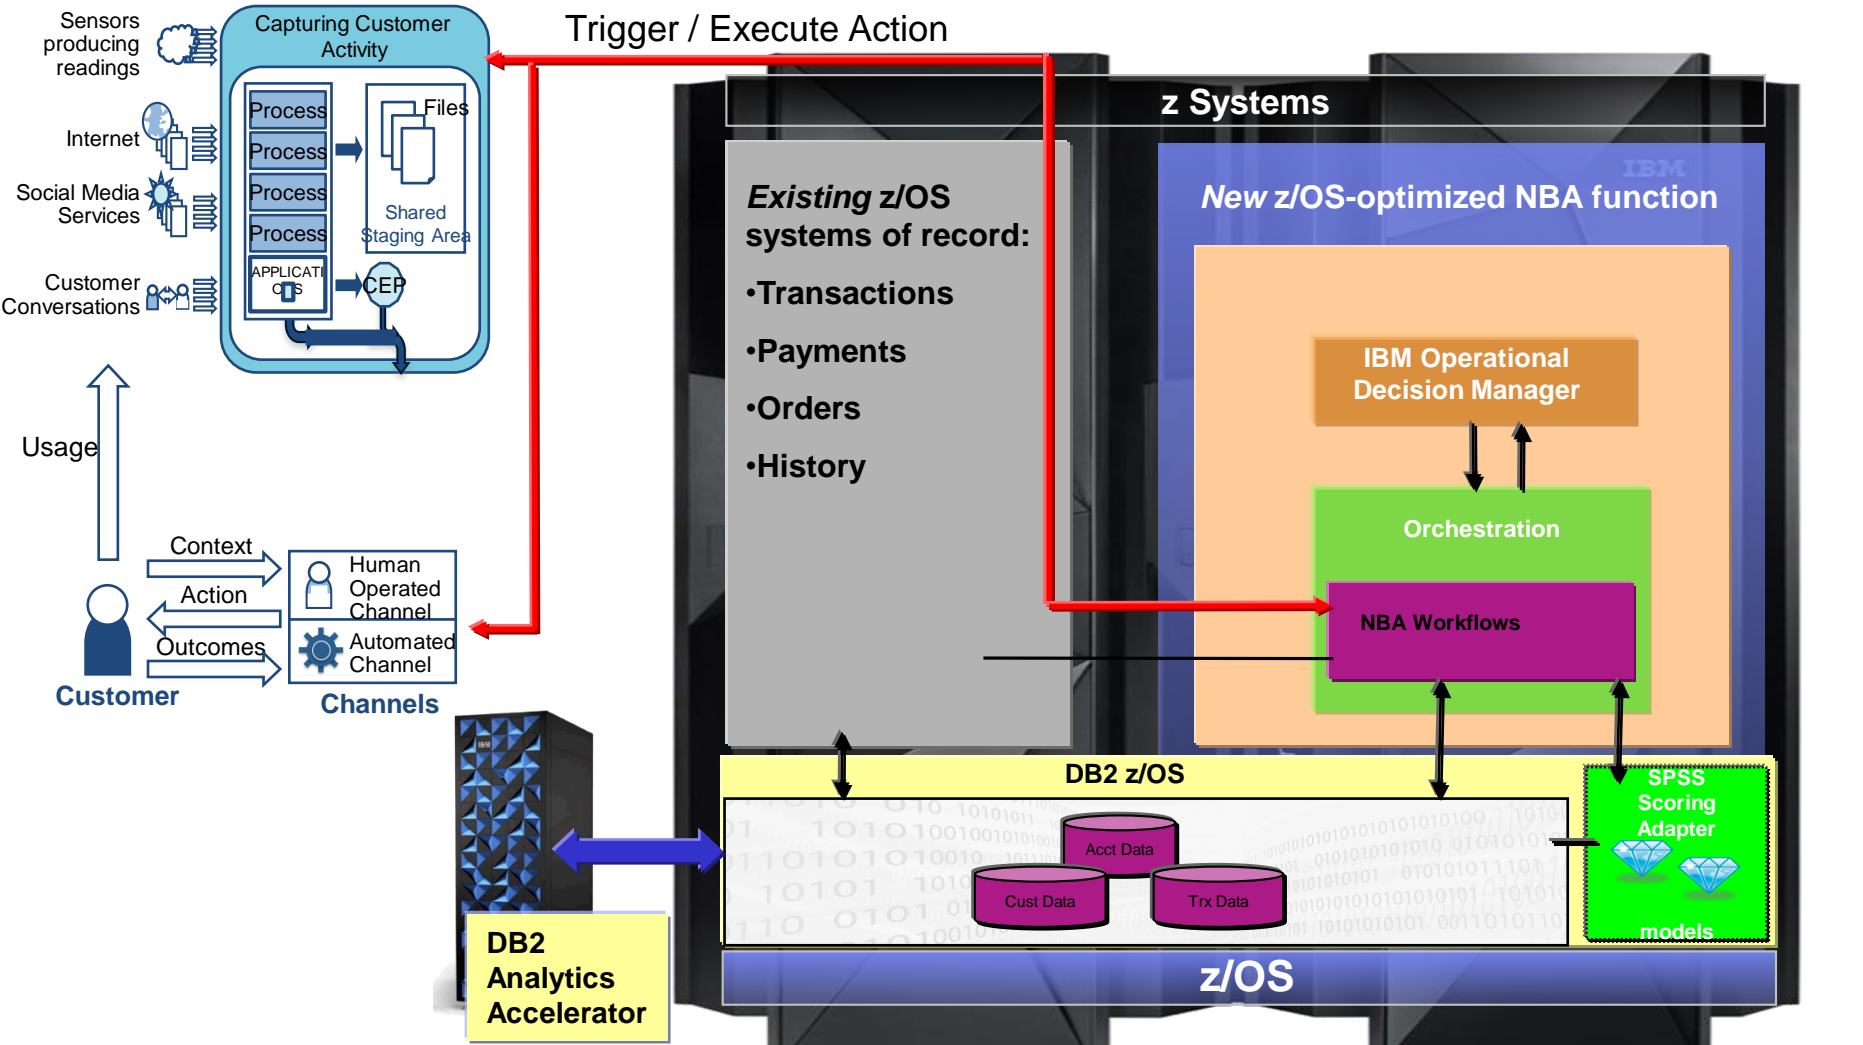 Sensors
producing
readings
Internet
Social Media
Services
Customer
Conversations
Capturing Customer
Activity
Process
Process
Process
Process
APPLICATI
Files
Shared
Staging Area
CEP
Trigger / Execute Action
Usage
Context
Action
Outcomes
Customer
Human
Operated
Channel
Automated
Channel
Channels
z Systems
Existing z/OS
systems of record:
•Transactions
•Payments
•Orders
•History
IBM
New z/OS-optimized NBA function
IBM Operational
Decision Manager
Orchestration
NBA Workflows
DB2 z/OS
Acct Data
Cust Data
Trx Data
SPSS
Scoring
Adapter
models
z/OS
IBM
DB2
Analytics
Accelerator